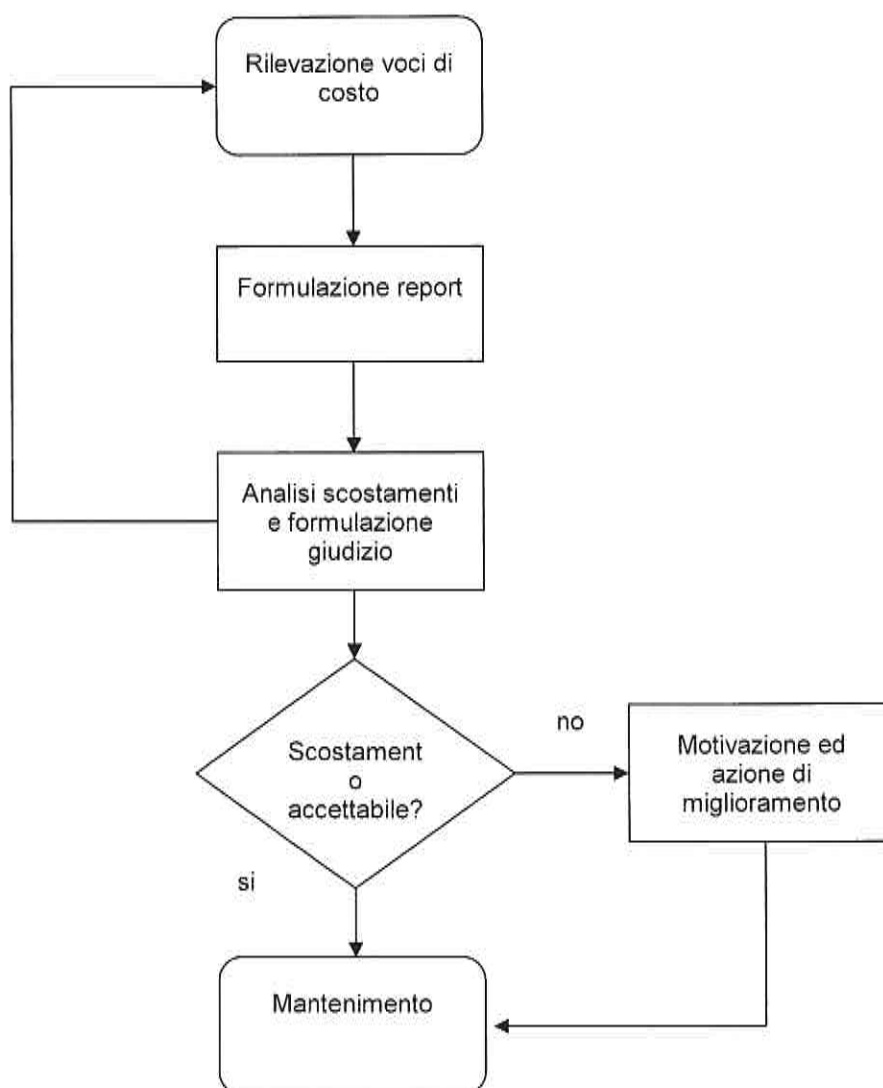 Rilevazione voci di
costo
Formulazione report
Analisi scostamenti
e formulazione
giudizio
Scostament
o
accettabile?
no
Motivazione ed
azione di
miglioramento
si
Mantenimento